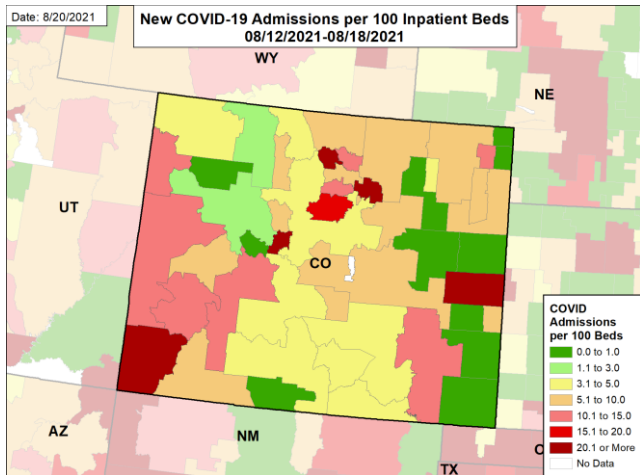 Date: 8/20/2021
New COVID-19 Admissions per 100 Inpatient Beds
08/12/2021-08/18/2021
WY
NE
UT
CO
COVID
Admissions
per 100 Beds
0.0 to 1.0
1.1 to 3.0
3.1 to 5.0
5.1 to 10.0
10.1 to 15.0
15.1 to 20.0
20.1 or More
No Data
AZ
NM
O
TX